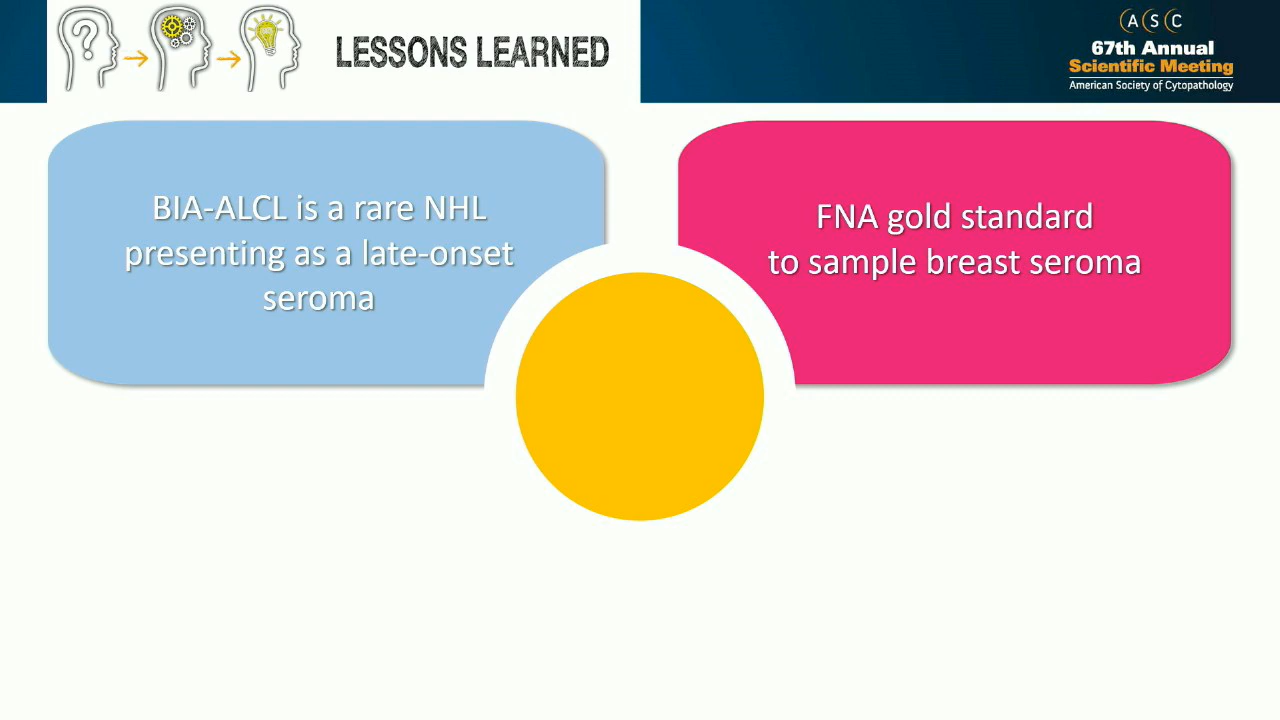 ?
LESSONS LEARNED
ASC
67th Annual
Scientific Meeting
American Society of Cytopathology
BIA-ALCL is a rare NHL
presenting as a late-onset
seroma
FNA gold standard
to sample breast seroma